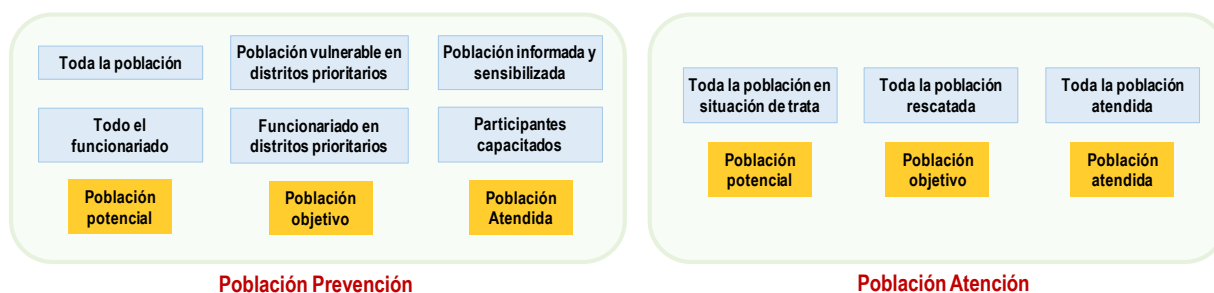 Toda la población
Población vulnerable en
distritos prioritarios
Población informada y
sensibilizada
Todo el
funcionariado
Funcionariado en
distritos prioritarios
Participantes
capacitados
Población
potencial
Población
objetivo
Población
Atendida
Población Prevención
Toda la población en
situación de trata
Toda la población
rescatada
Toda la población
atendida
Población
potencial
Población
objetivo
Población
atendida
Población Atención